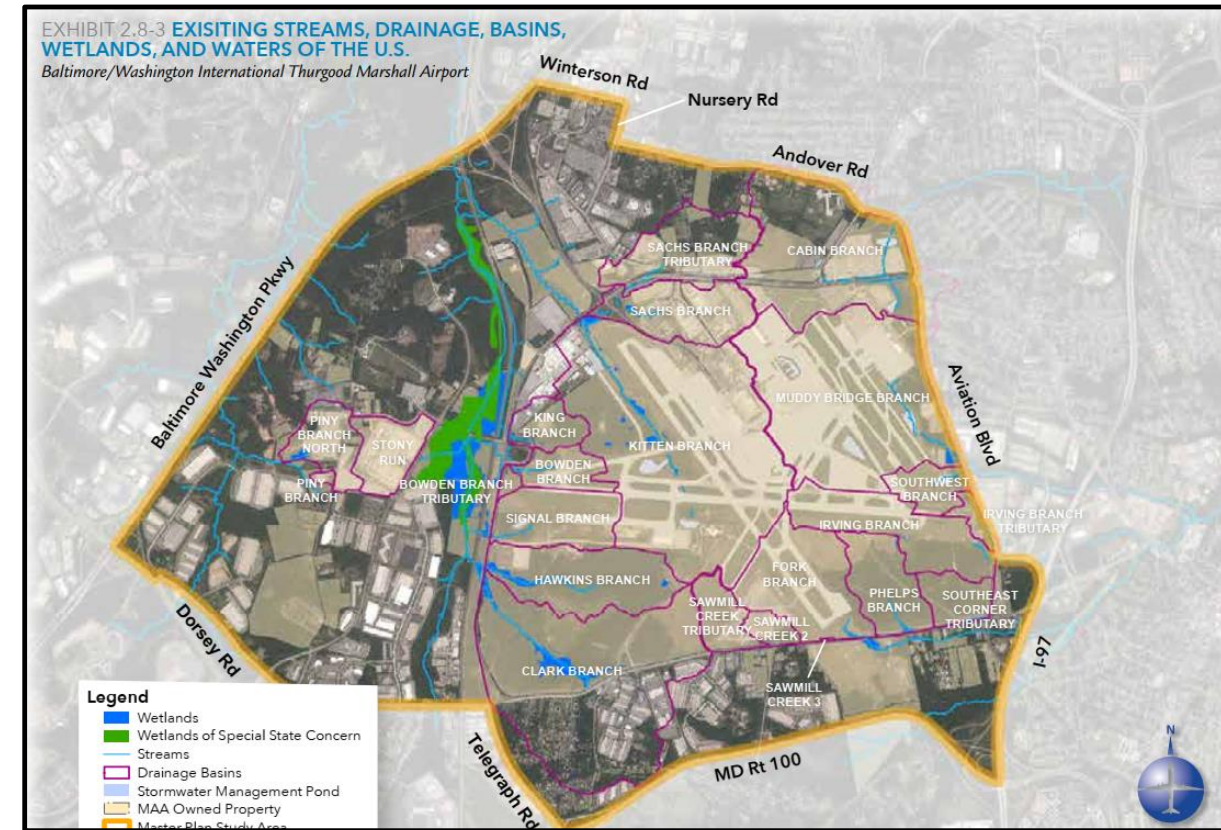 EXHIBIT 2.8-3 EXISITING STREAMS, DRAINAGE, BASINS,
WETLANDS, AND WATERS OF THE U.S.
Baltimore/Washington International Thurgood Marshall Airport
Winterson Rd
Nursery Rd
Andover Rd
SACHS BRANCH
TRIBUTARY
CABIN BRANCH
Baltimore Washington Pkwy
SACHS BRANCH
Aviation Blvd
MUDDY BRIDGE BRANCH
PINY
BRANCH
NORTH
STONY
RUN
KING
BRANCH
KITTEN BRANCH
BOWDEN
BRANCH
PINY
BRANCH
BOWDEN BRANCH
TRIBUTARY
SOUTHWEST
BRANCH
SIGNAL BRANCH
IRVING BRANCH
IRVING BRANCH
TRIBUTARY
HAWKINS BRANCH
FORK
BRANCH
PHELPS
BRANCH
SOUTHEAST
CORNER
TRIBUTARY
SAWMILL
CREEK
TRIBUTARY
SAWMILL
CREEK 2
Dorsey Rd
I-97
CLARK BRANCH
SAWMILL
CREEK 3
Telegraph Rd
MD Rt 100
Legend
Wetlands
Wetlands of Special State Concern
Streams
Drainage Basins
Stormwater Management Pond
MAA Owned Property
Master Plan Study Area
N